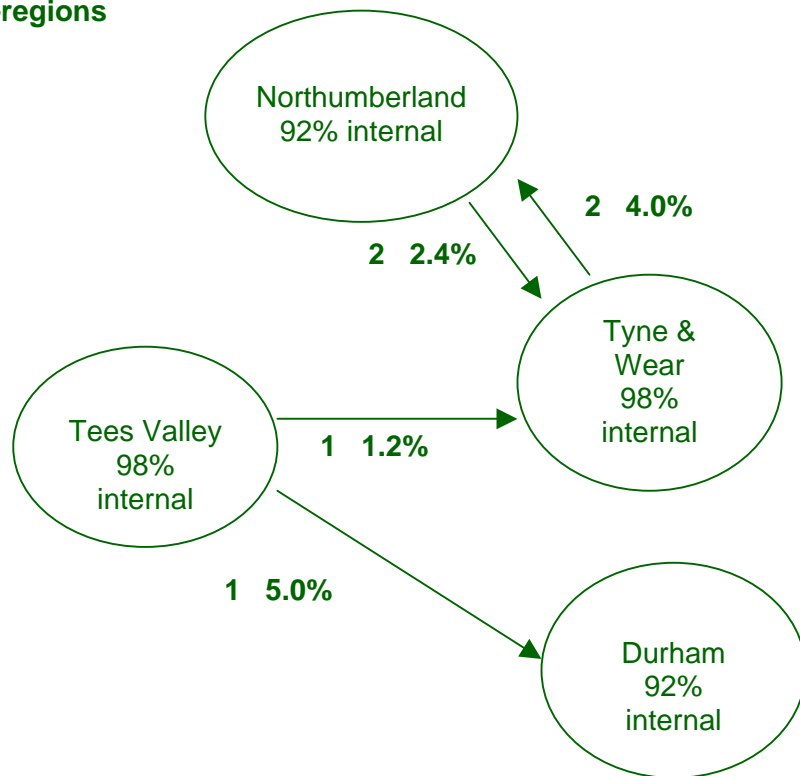 regions
Northumberland
92% internal
2 4.0%
2 2.4%
Tyne &
Wear
98%
internal
Tees Valley
98%
internal
1 1.2%
1 5.0%
Durham
92%
internal